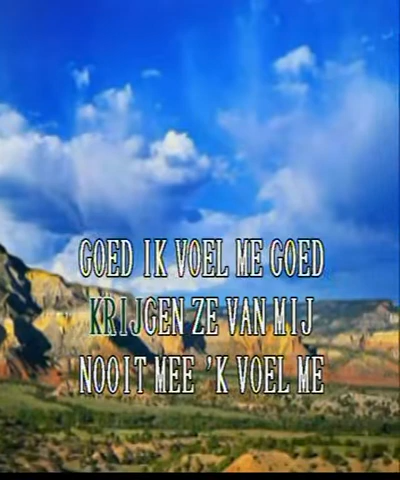 GOED IK VOEL ME GOED
KRIJGEN ZE VAN MIJ
NOOIT MEE 'K VOEL ME